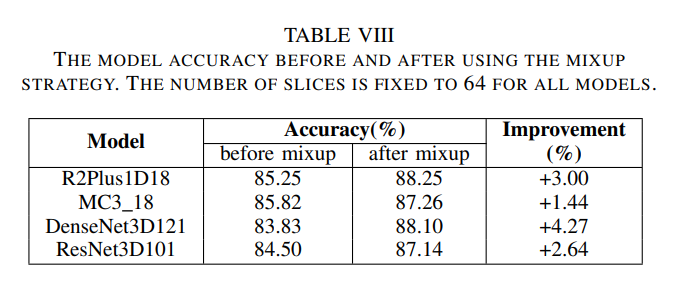 TABLE VIII
THE MODEL ACCURACY BEFORE AND AFTER USING THE MIXUP
STRATEGY. THE NUMBER OF SLICES IS FIXED TO 64 FOR ALL MODELS.
Model Accuracy(%) Improvement
before mixup after mixup (%)
R2Plus1D18 85.25 88.25 +3.00
MC3_18 85.82 87.26 +1.44
DenseNet3D121 83.83 88.10 +4.27
ResNet3D101 84.50 87.14 +2.64